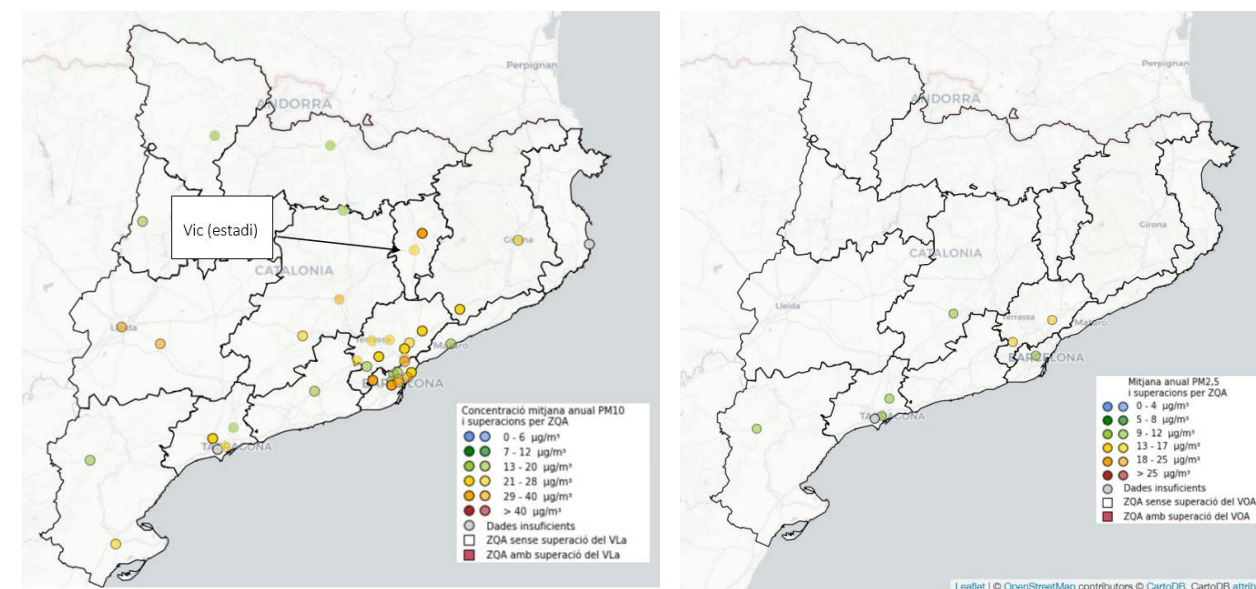 Perpignan
ANDORRA
Vic (estadi)
Girona
CATALONIA
Lleida
Terrassa
Mataró
BARCELONA
TARRAGONA
Concentració mitjana anual PM10
i superacions per ZQA
0 - 6 µg/m³
7 - 12 µg/m³
13 - 20 µg/m³
21 - 28 µg/m³
29 - 40 µg/m³
> 40 µg/m³
Dades insuficients
ZQA sense superació del VLa
ZQA amb superació del VLa
Perpignan
ANDORRA
Girona
CATALONIA
Lleida
Terrassa
Mataró
BARCELONA
TARRAGONA
Mitjana anual PM2,5
i superacions per ZQA
0 - 4 µg/m³
5 - 8 µg/m³
9 - 12 µg/m³
13 - 17 µg/m³
18 - 25 µg/m³
> 25 µg/m³
Dades insuficients
ZQA sense superació del VOA
ZQA amb superació del VOA
Leaflet | © OpenStreetMap contributors © CartoDB, CartoDB attrib